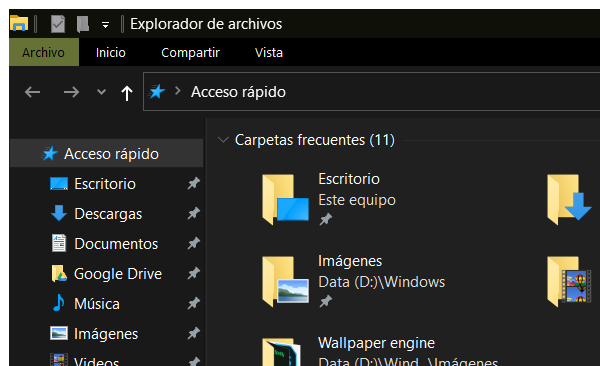 Explorador de archivos
Archivo Inicio Compartir Vista
Acceso rápido
Acceso rápido
Escritorio
Descargas
Documentos
Google Drive
Música
Imágenes
Videos
Carpetas frecuentes (11)
Escritorio
Este equipo
Imágenes
Data (D:)\Windows
Wallpaper engine
Data (D:)\Wind...\Imágenes